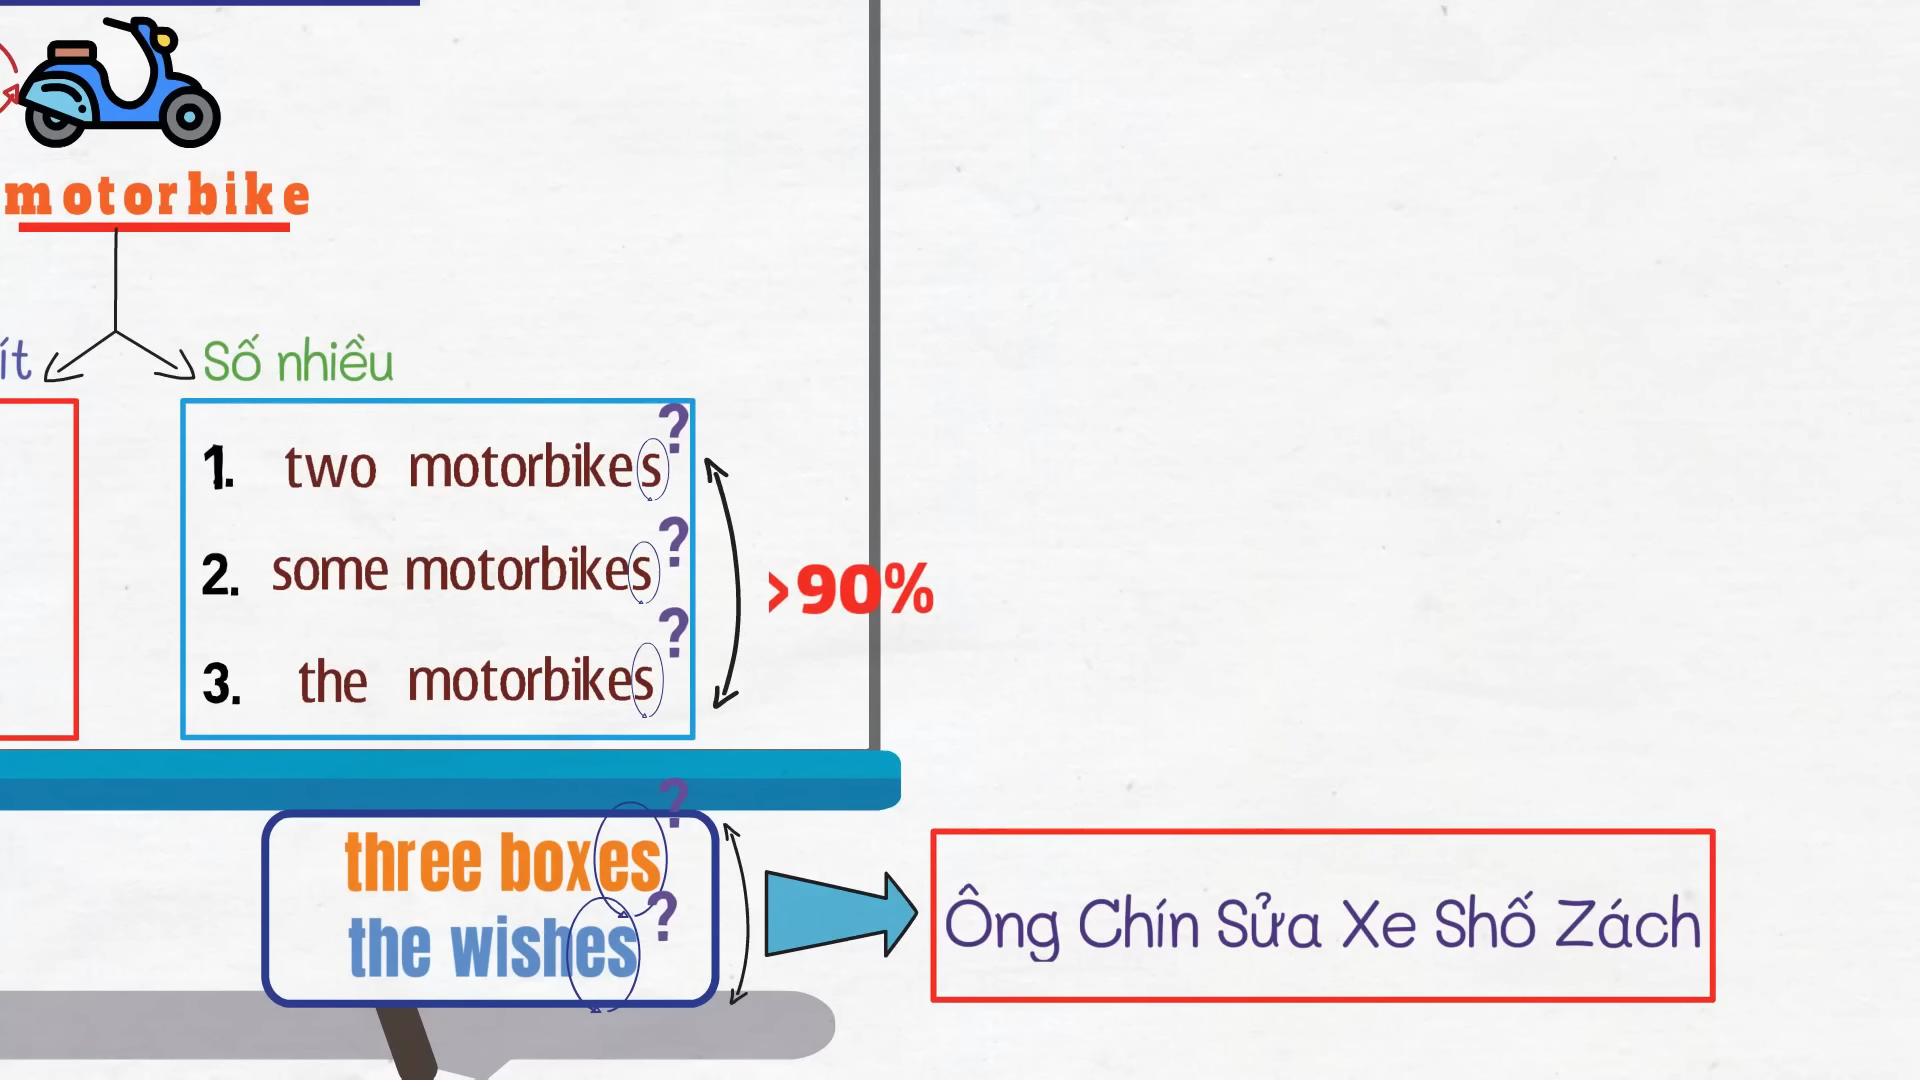 motorbike
ít
Số nhiều
1. two motorbikes?
2. some motorbikes?
3. the motorbikes?
>90%
three boxes?
the wishes?
Ông Chín Sửa Xe Shố Zách